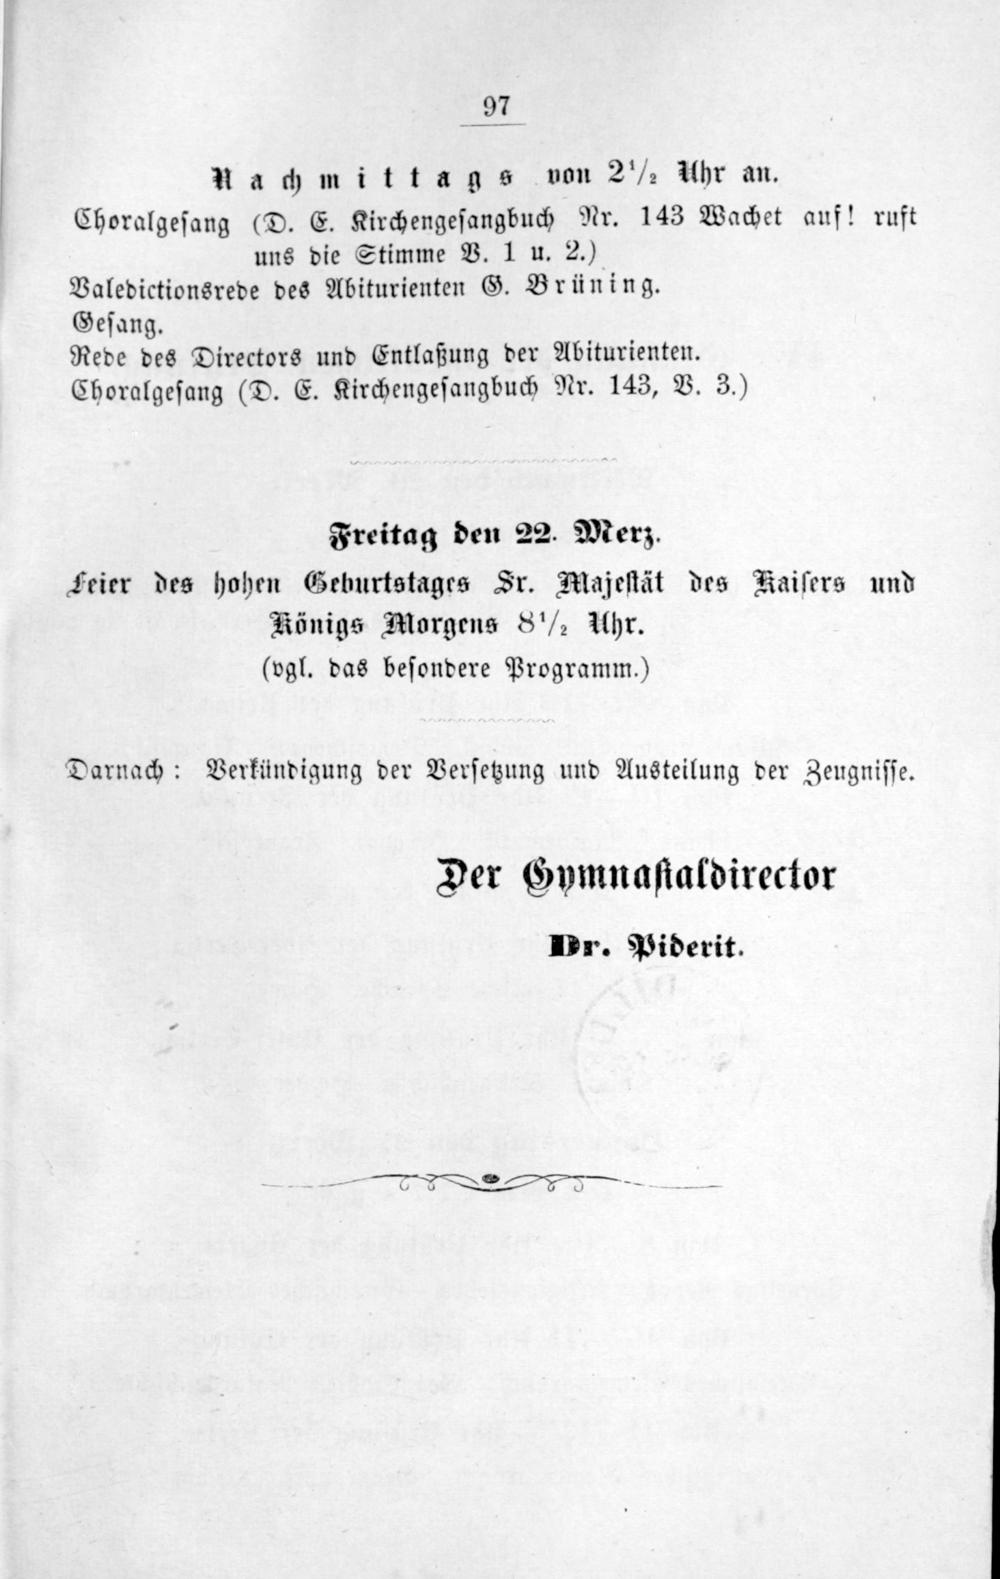 97
Nachmittags von 2½ Uhr an.
Choralgesang (D. E. Kirchengesangbuch Nr. 143 Wachet auf! ruft
uns die Stimme V. 1 u. 2.)
Valedictionsrede des Abiturienten G. Brüning.
Gesang.
Rede des Directors und Entlaßung der Abiturienten.
Choralgesang (D. E. Kirchengesangbuch Nr. 143, V. 3.)
Freitag den 22. Merz.
Feier des hohen Geburtstages Sr. Majestät des Kaisers und
Königs Morgens 8½ Uhr.
(vgl. das besondere Programm.)
Darnach: Verkündigung der Versetzung und Austeilung der Zeugnisse.
Der Gymnasialdirector
Dr. Piderit.